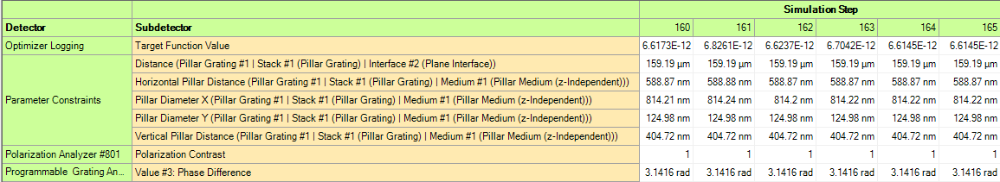 Simulation Step
Detector Subdetector 160 161 162 163 164 165
Optimizer Logging Target Function Value 6.6173E-12 6.8261E-12 6.6237E-12 6.7042E-12 6.6145E-12 6.6145E-12
Distance (Pillar Grating #1 | Stack #1 (Pillar Grating) | Interface #2 (Plane Interface)) 159.19 µm 159.19 µm 159.19 µm 159.19 µm 159.19 µm 159.19 µm
Horizontal Pillar Distance (Pillar Grating #1 | Stack #1 (Pillar Grating) | Medium #1 (Pillar Medium (z-Independent))) 588.87 nm 588.88 nm 588.87 nm 588.87 nm 588.87 nm 588.87 nm
Parameter Constraints Pillar Diameter X (Pillar Grating #1 | Stack #1 (Pillar Grating) | Medium #1 (Pillar Medium (z-Independent))) 814.21 nm 814.24 nm 814.2 nm 814.22 nm 814.22 nm 814.22 nm
Pillar Diameter Y (Pillar Grating #1 | Stack #1 (Pillar Grating) | Medium #1 (Pillar Medium (z-Independent))) 124.98 nm 124.98 nm 124.98 nm 124.98 nm 124.98 nm 124.98 nm
Vertical Pillar Distance (Pillar Grating #1 | Stack #1 (Pillar Grating) | Medium #1 (Pillar Medium (z-Independent))) 404.72 nm 404.72 nm 404.72 nm 404.72 nm 404.72 nm 404.72 nm
Polarization Analyzer #801 Polarization Contrast 1 1 1 1 1 1
Programmable Grating An... Value #3: Phase Difference 3.1416 rad 3.1416 rad 3.1416 rad 3.1416 rad 3.1416 rad 3.1416 rad